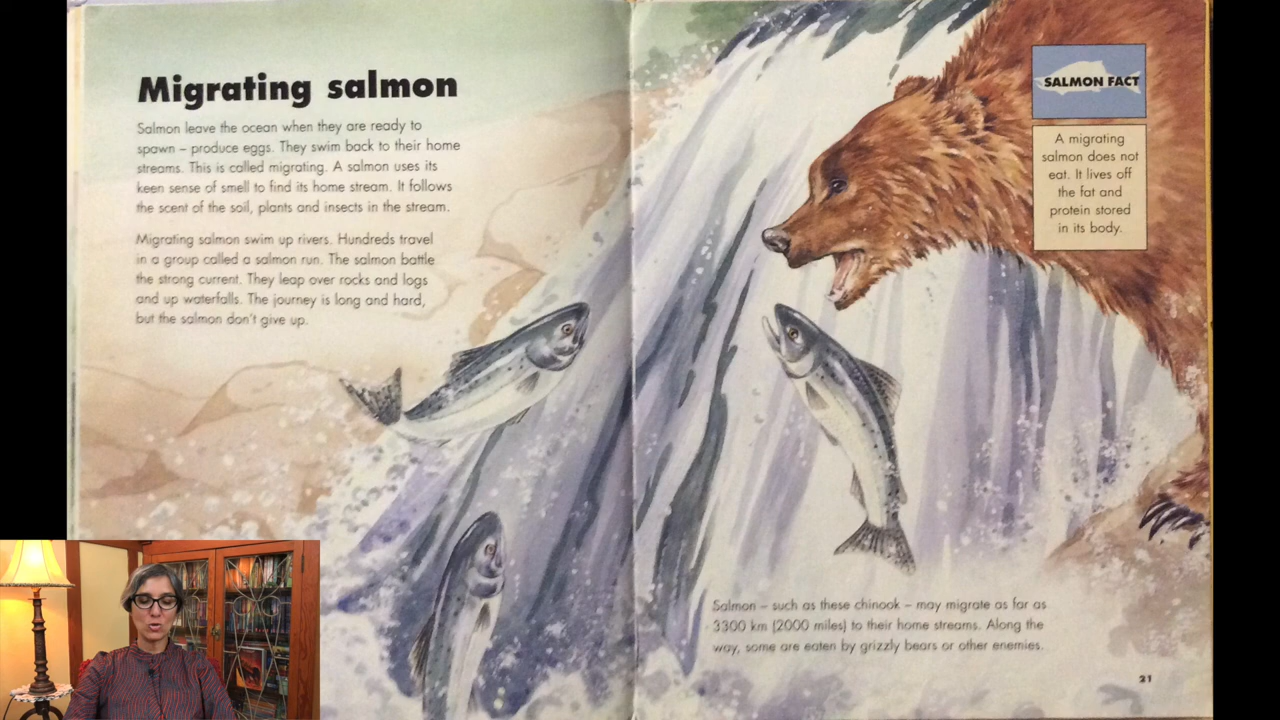 Migrating salmon
Salmon leave the ocean when they are ready to
spawn – produce eggs. They swim back to their home
streams. This is called migrating. A salmon uses its
keen sense of smell to find its home stream. It follows
the scent of the soil, plants and insects in the stream.
Migrating salmon swim up rivers. Hundreds travel
in a group called a salmon run. The salmon battle
the strong current. They leap over rocks and logs
and up waterfalls. The journey is long and hard,
but the salmon don't give up.
SALMON FACT
A migrating
salmon does not
eat. It lives off
the fat and
protein stored
in its body.
Salmon – such as these chinook – may migrate as far as
3300 km (2000 miles) to their home streams. Along the
way, some are eaten by grizzly bears or other enemies.
21